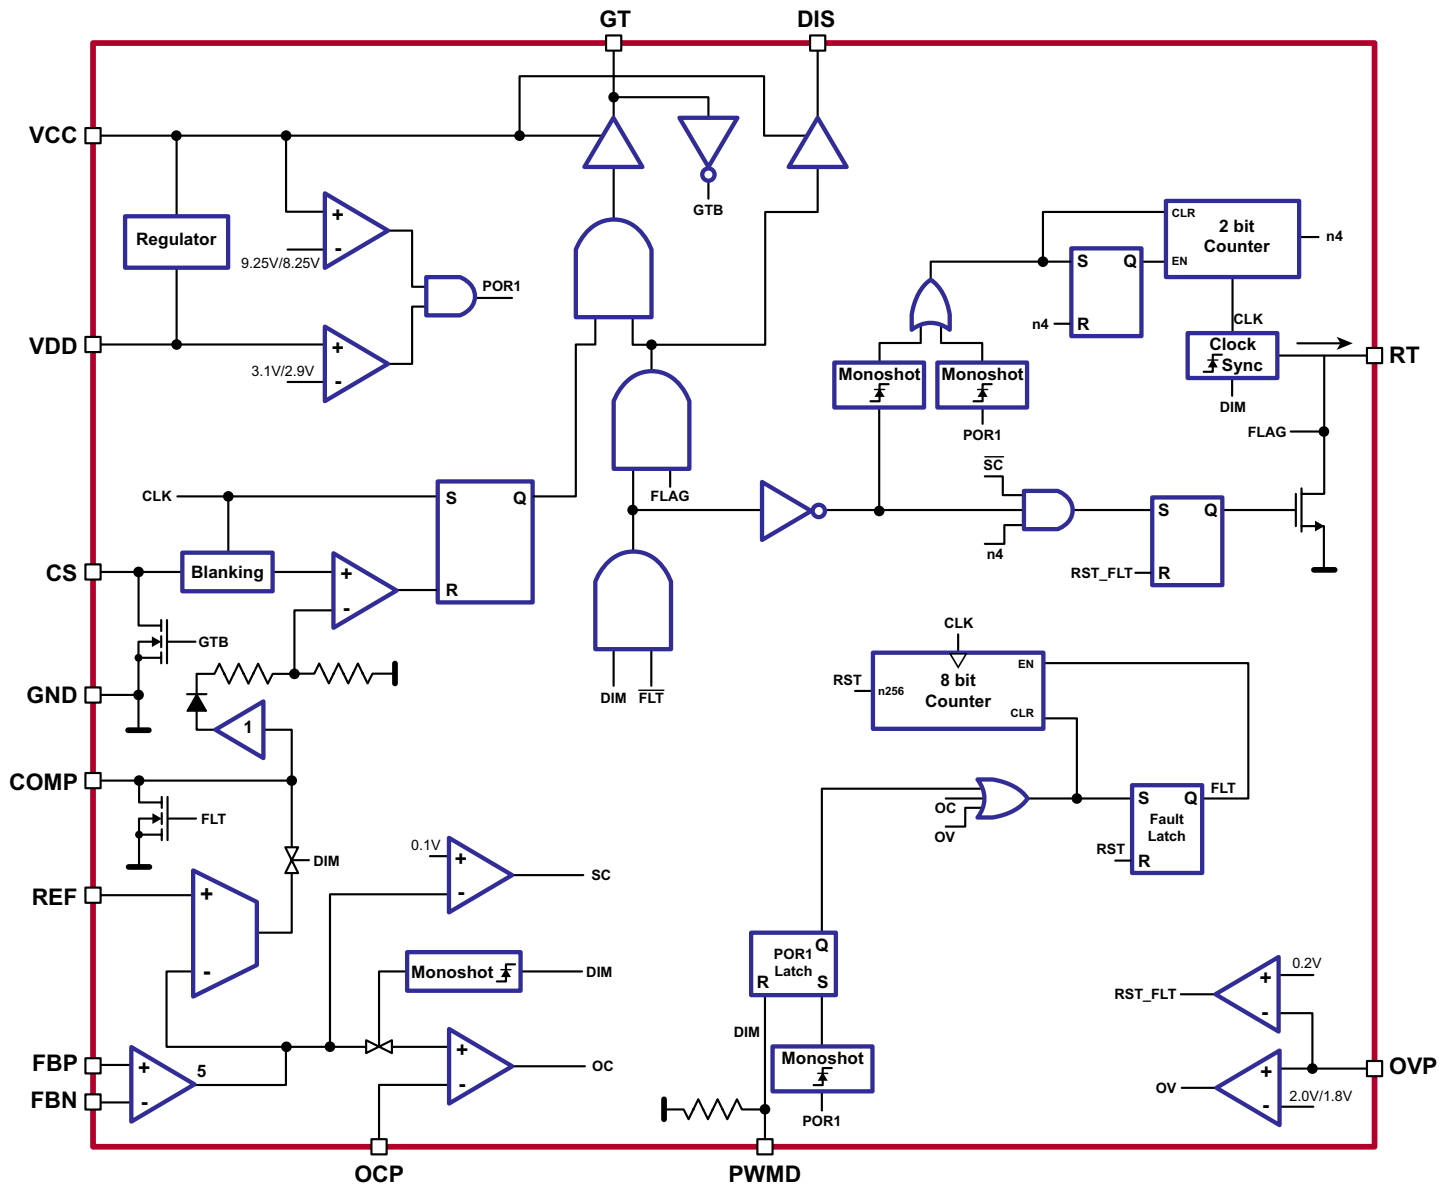 GT
DIS
VCC
+
-
9.25V/8.25V
Regulator
POR1
GTB
VDD
+
-
3.1V/2.9V
CLR
2 bit
Counter
n4
EN
S
Q
n4
R
CLK
Clock
Sync
DIM
RT
Monoshot
Monoshot
POR1
FLAG
SC
n4
S
Q
RST_FLT
R
CLK
S
Q
R
FLAG
CS
Blanking
+
-
GTB
GND
1
DIM
FLT
CLK
EN
RST
n256
8 bit
Counter
CLR
COMP
FLT
DIM
OC
OV
S
Q
FLT
Fault
Latch
RST
R
REF
+
-
0.1V
+
-
SC
Monoshot
DIM
Q
POR1
Latch
R
S
DIM
Monoshot
POR1
RST_FLT
+
-
0.2V
FBP
FBN
+
-
5
+
-
OC
OV
+
-
2.0V/1.8V
OVP
OCP
PWMD